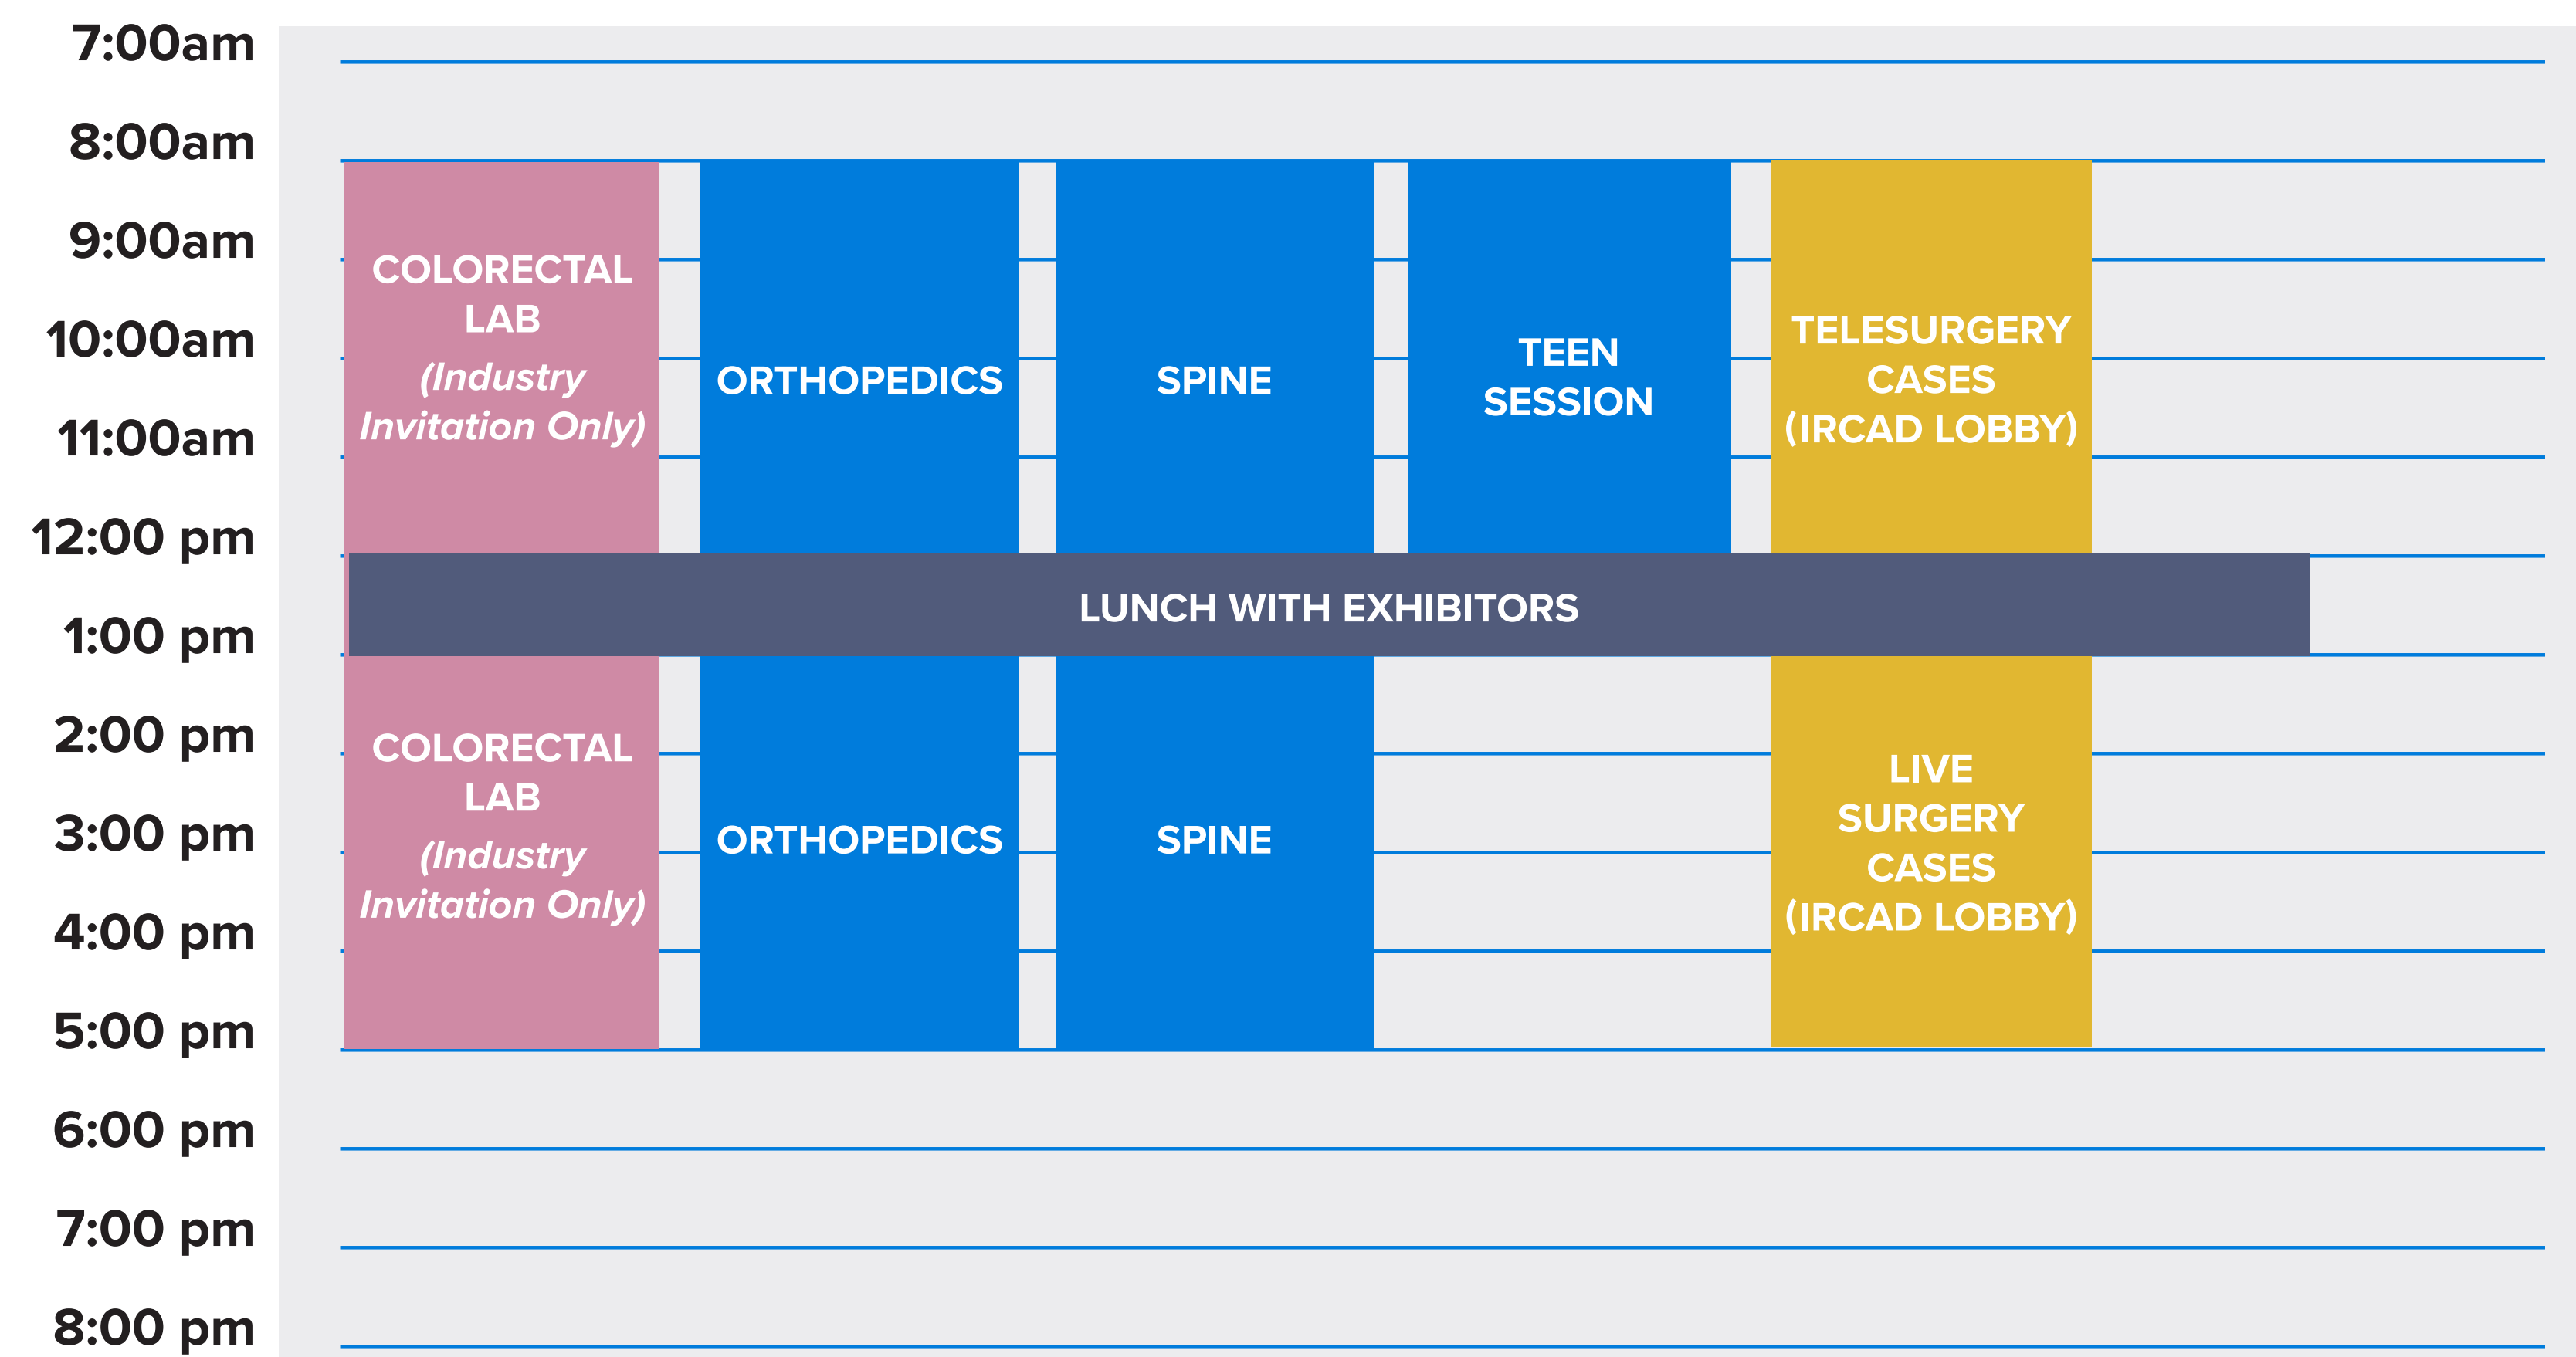 7:00am
8:00am
9:00am
10:00am
11:00am
12:00 pm
1:00 pm
2:00 pm
3:00 pm
4:00 pm
5:00 pm
6:00 pm
7:00 pm
8:00 pm
COLORECTAL
LAB
(Industry
Invitation Only)
ORTHOPEDICS
SPINE
TEEN
SESSION
TELESURGERY
CASES
(IRCAD LOBBY)
LUNCH WITH EXHIBITORS
COLORECTAL
LAB
(Industry
Invitation Only)
ORTHOPEDICS
SPINE
LIVE
SURGERY
CASES
(IRCAD LOBBY)